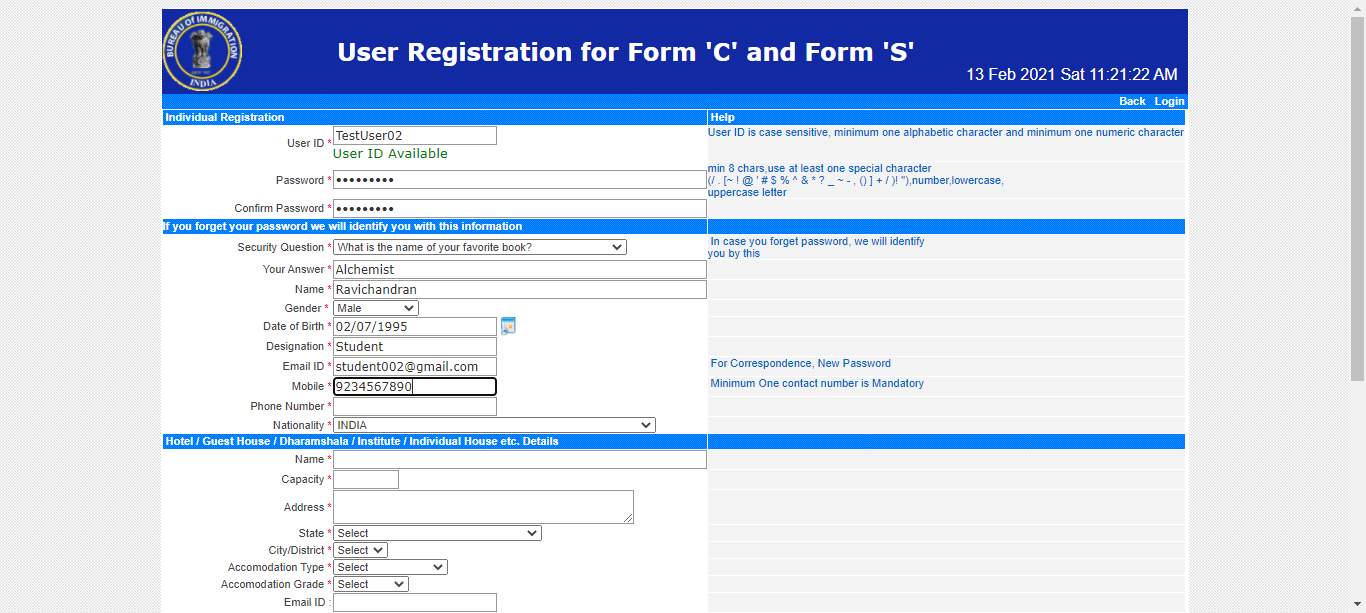 BUREAU OF IMMIGRATION
INDIA
User Registration for Form 'C' and Form 'S'
13 Feb 2021 Sat 11:21:22 AM
Back Login
Individual Registration Help
User ID * TestUser02 User ID is case sensitive, minimum one alphabetic character and minimum one numeric character
User ID Available
min 8 chars,use at least one special character
Password * ••••••••• (/ . [~ ! @ ' # $ % ^ & * ? _ ~ - , () ] + / )! "),number,lowercase,
uppercase letter
Confirm Password * •••••••••
If you forget your password we will identify you with this information
Security Question * What is the name of your favorite book? In case you forget password, we will identify
you by this
Your Answer * Alchemist
Name * Ravichandran
Gender * Male
Date of Birth * 02/07/1995
Designation * Student
Email ID * student002@gmail.com For Correspondence, New Password
Mobile * 9234567890 Minimum One contact number is Mandatory
Phone Number *
Nationality * INDIA
Hotel / Guest House / Dharamshala / Institute / Individual House etc. Details
Name *
Capacity *
Address *
State * Select
City/District * Select
Accomodation Type * Select
Accomodation Grade * Select
Email ID :